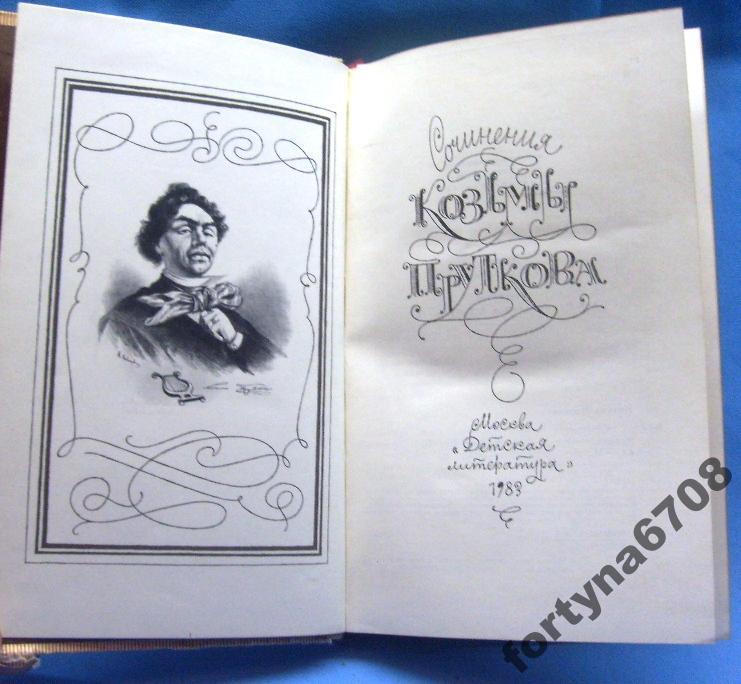 Сочинения
КОЗЬМЫ
ПРУТКОВА
Москва
«Детская
литература»
1983
fortyna6708